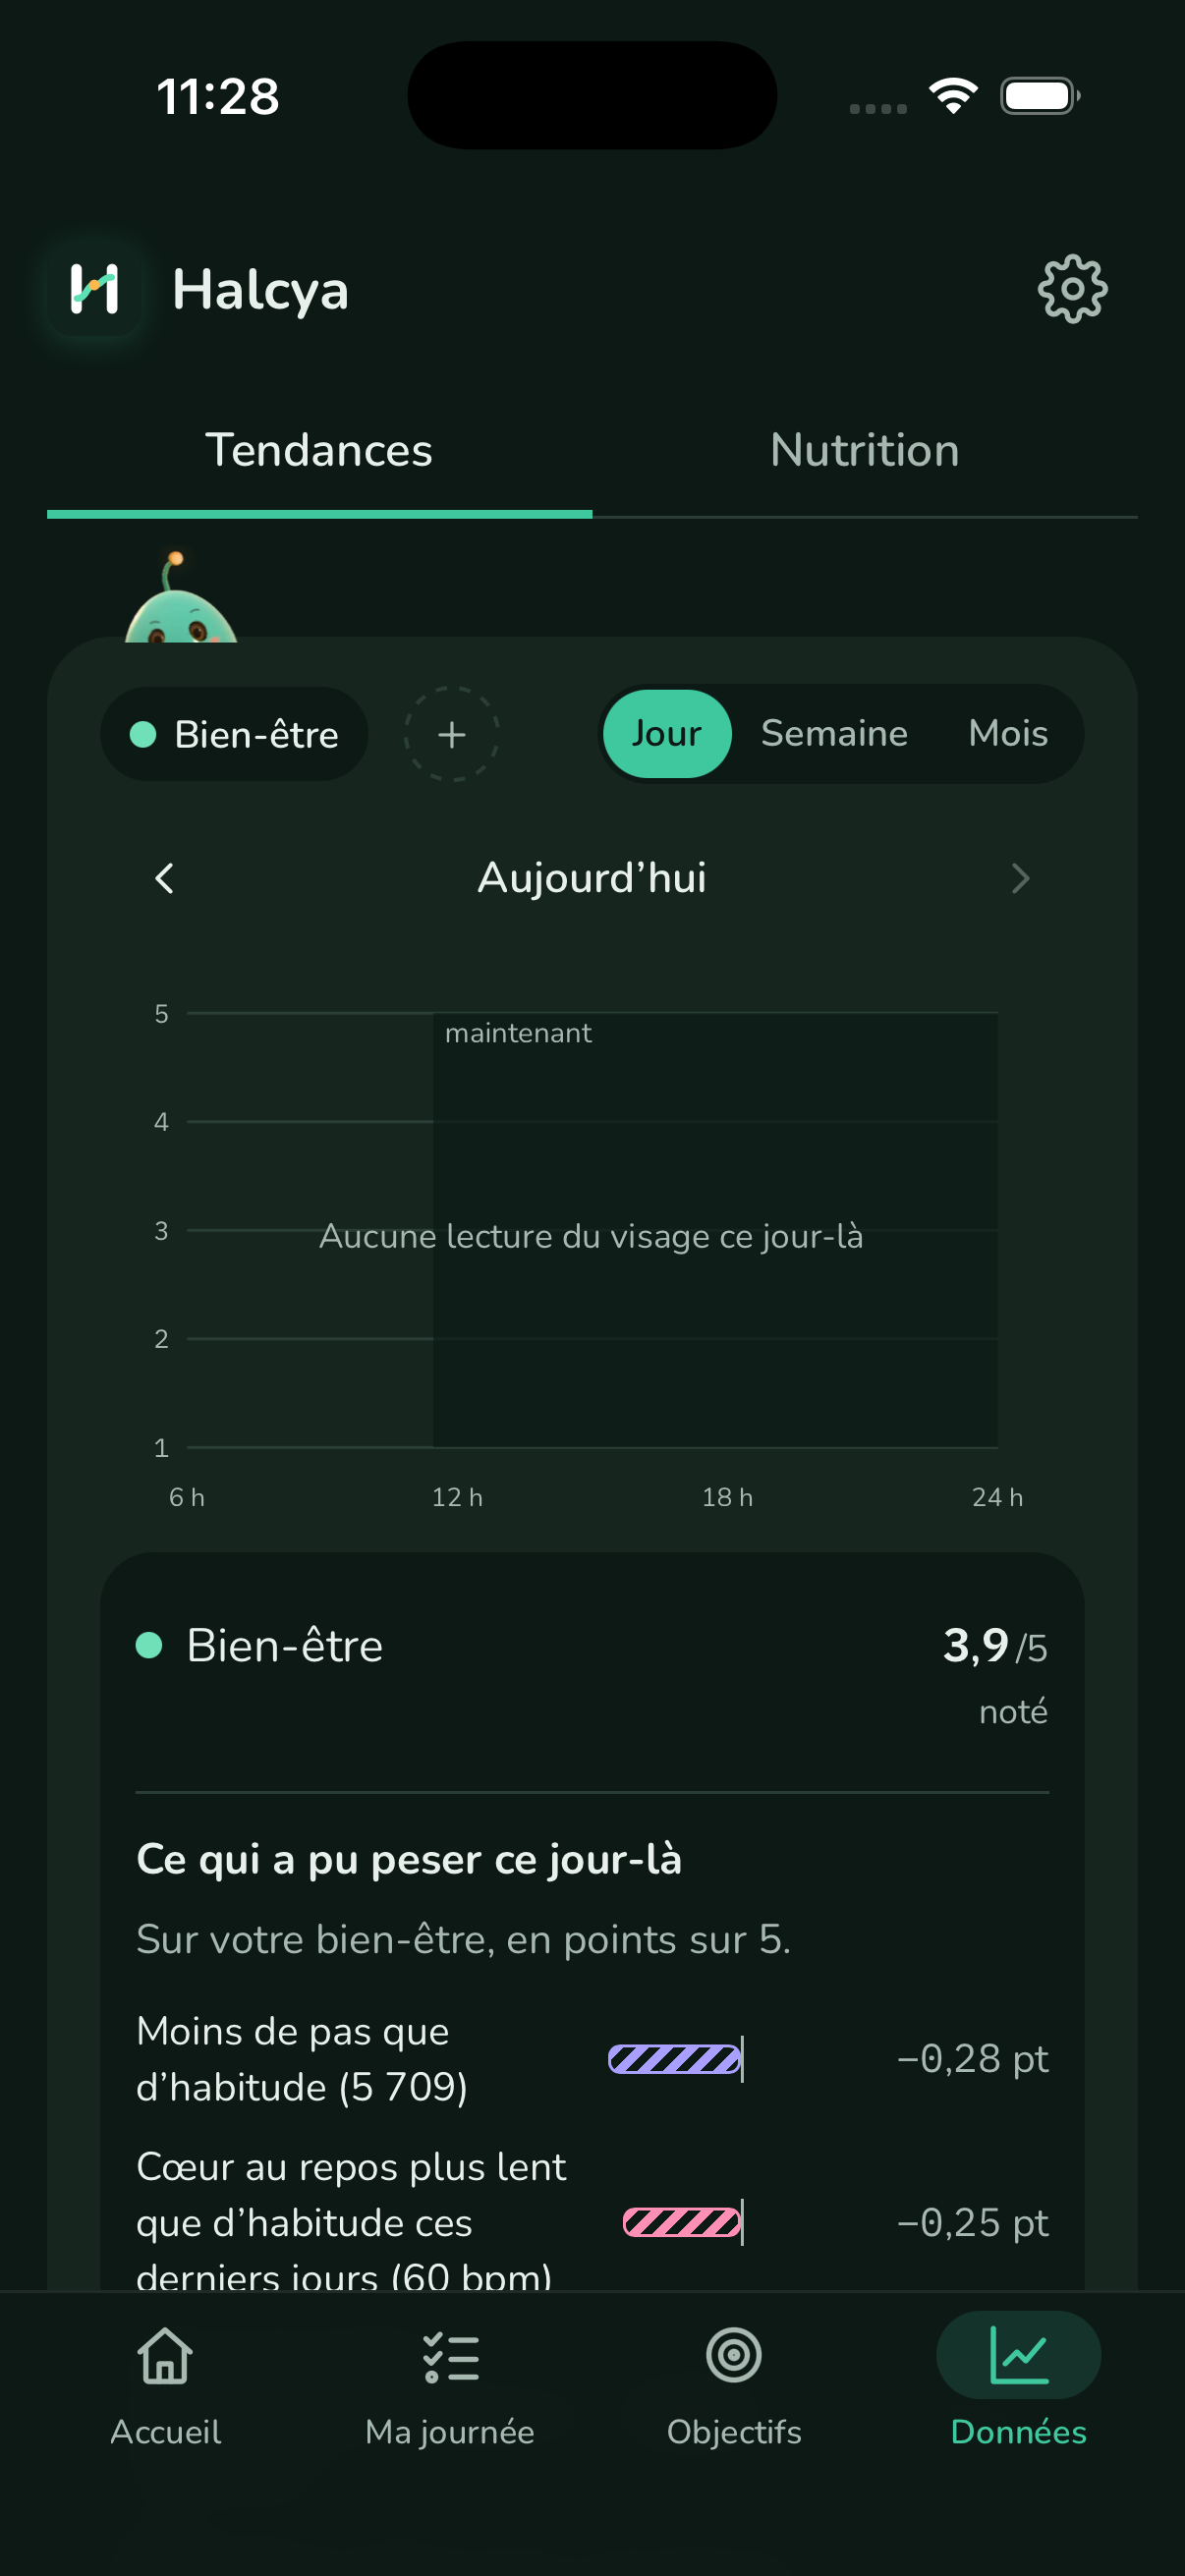 11:28
Halcya
Tendances
Nutrition
Bien-être
+
Jour
Semaine
Mois
Aujourd’hui
5
maintenant
4
3
Aucune lecture du visage ce jour-là
2
1
6 h
12 h
18 h
24 h
Bien-être
3,9 /5
noté
Ce qui a pu peser ce jour-là
Sur votre bien-être, en points sur 5.
Moins de pas que
d’habitude (5 709)
−0,28 pt
Cœur au repos plus lent
que d’habitude ces
derniers jours (60 bpm)
−0,25 pt
Accueil
Ma journée
Objectifs
Données